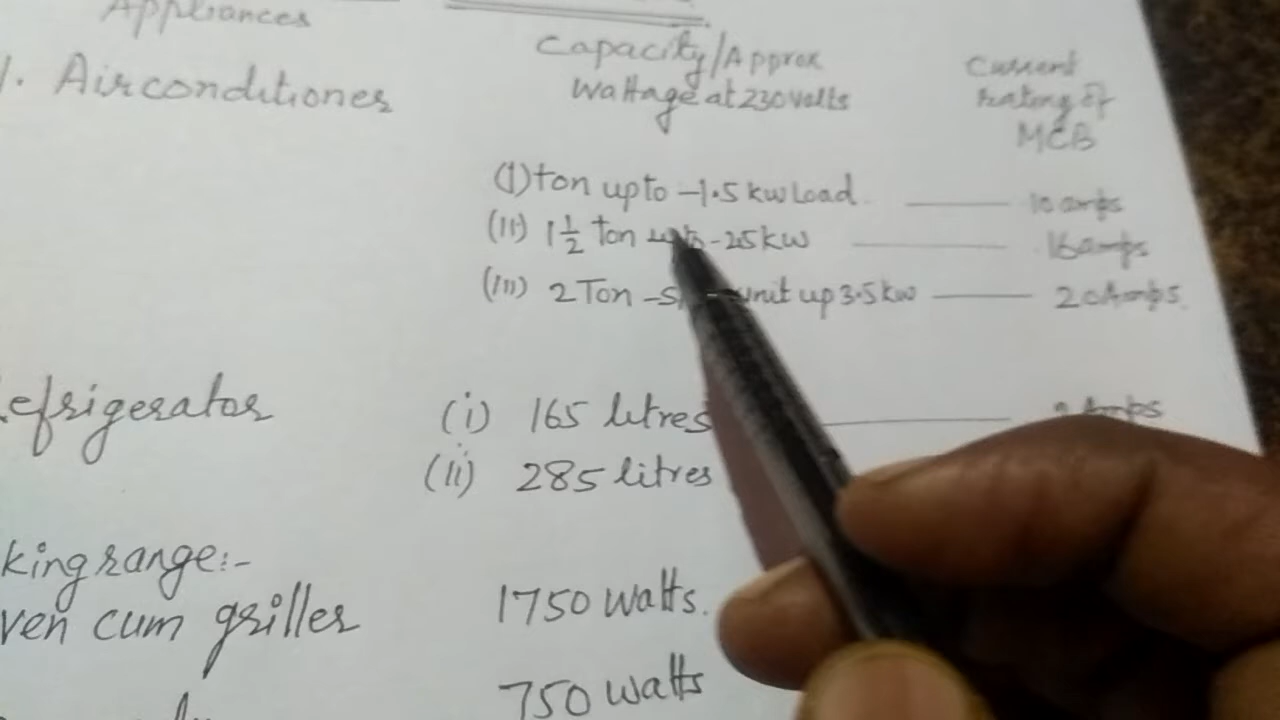 Appliances
Capacity/Approx
Wattage at 230 volts
Current
rating of
MCB
1. Airconditioner
(I) ton upto -1.5 kw Load 10 amps
(II) 1 1/2 Ton upto -2.5 kw 16 amps
(III) 2 Ton - unit up 3.5 kw 20 Amps.
efrigerator (i) 165 litres Amps
(ii) 285 litres
king range:-
ven cum griller 1750 watts.
750 watts